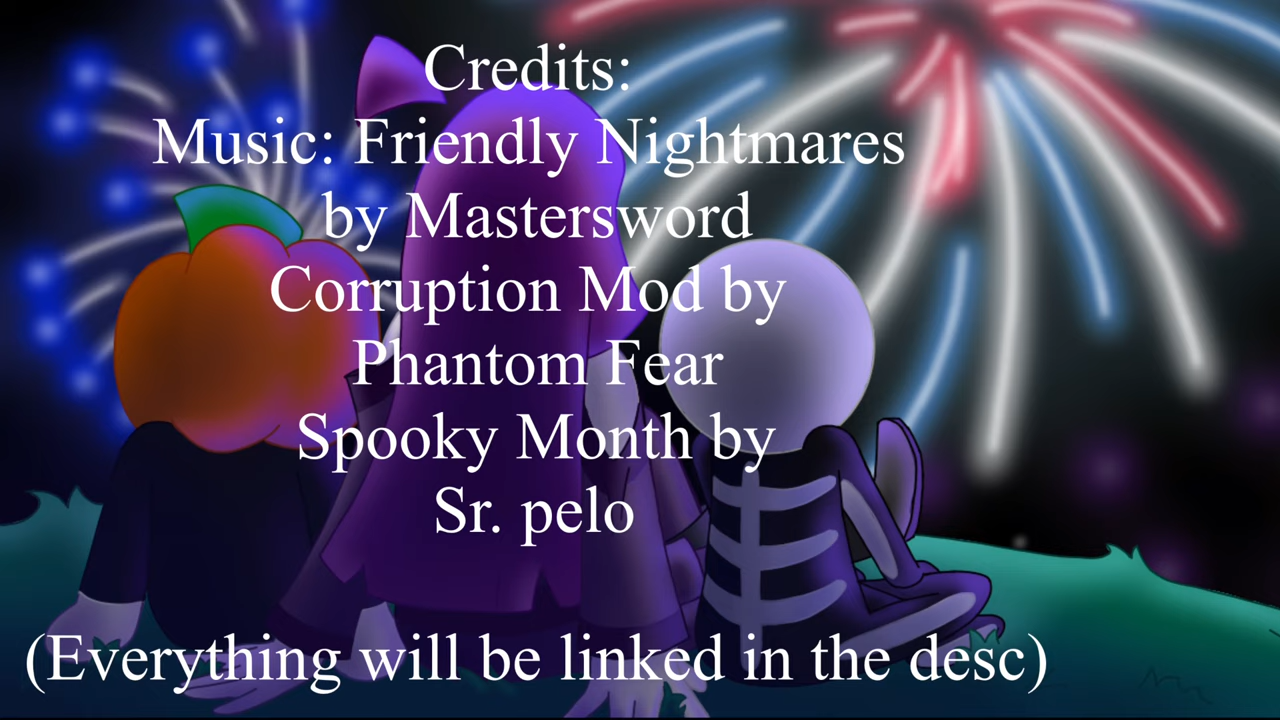 Credits:
Music: Friendly Nightmares
by Mastersword
Corruption Mod by
Phantom Fear
Spooky Month by
Sr. pelo
(Everything will be linked in the desc)